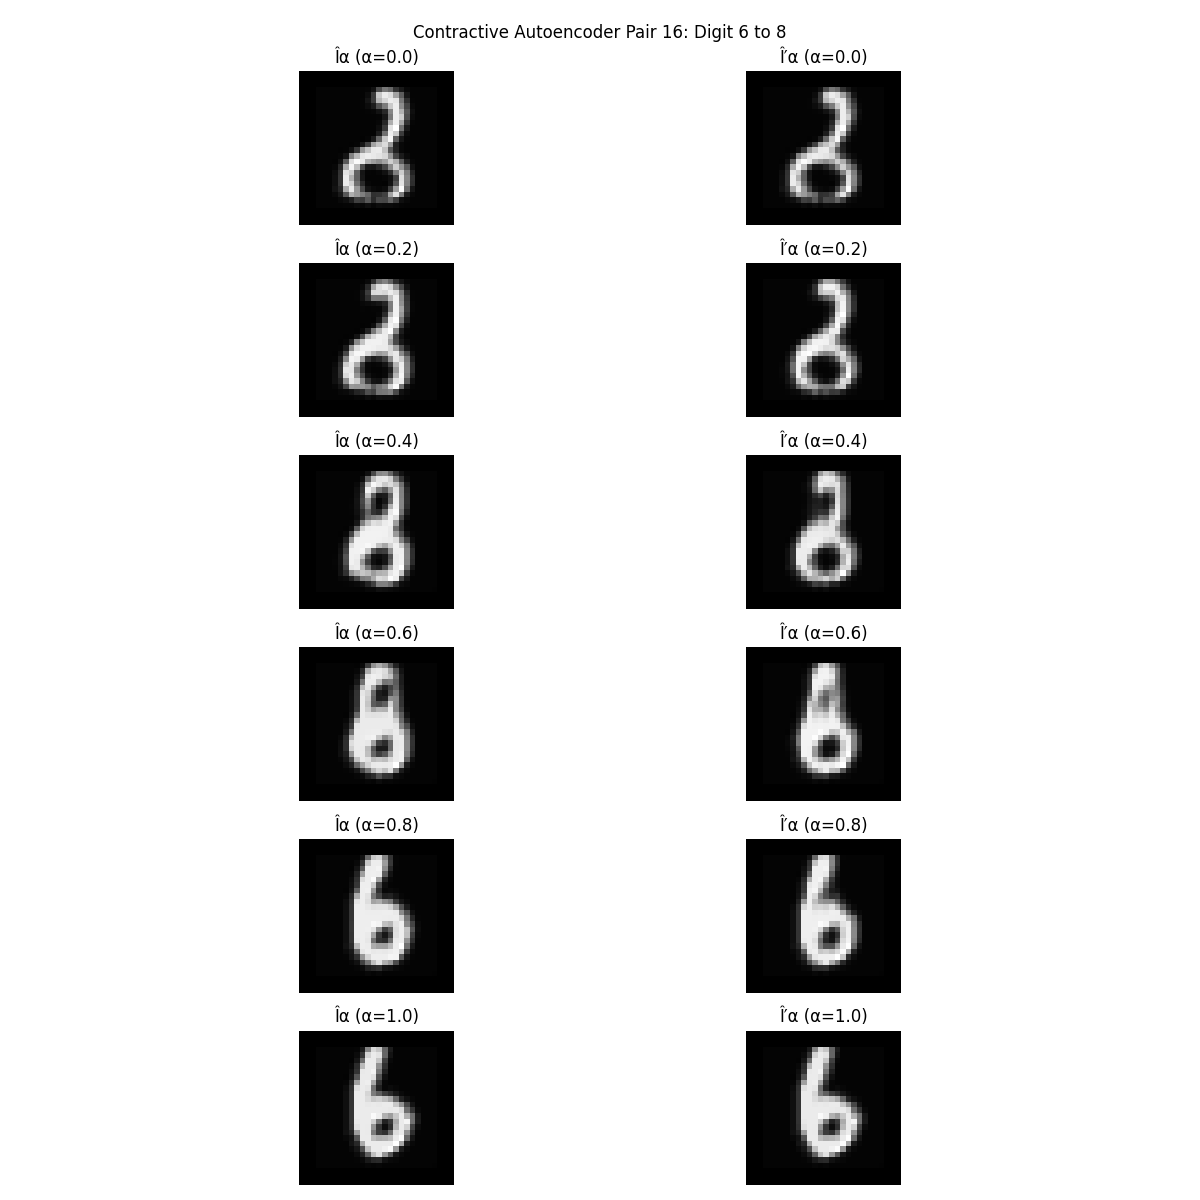 Contractive Autoencoder Pair 16: Digit 6 to 8
Îα (α=0.0) Î′α (α=0.0)
Îα (α=0.2) Î′α (α=0.2)
Îα (α=0.4) Î′α (α=0.4)
Îα (α=0.6) Î′α (α=0.6)
Îα (α=0.8) Î′α (α=0.8)
Îα (α=1.0) Î′α (α=1.0)